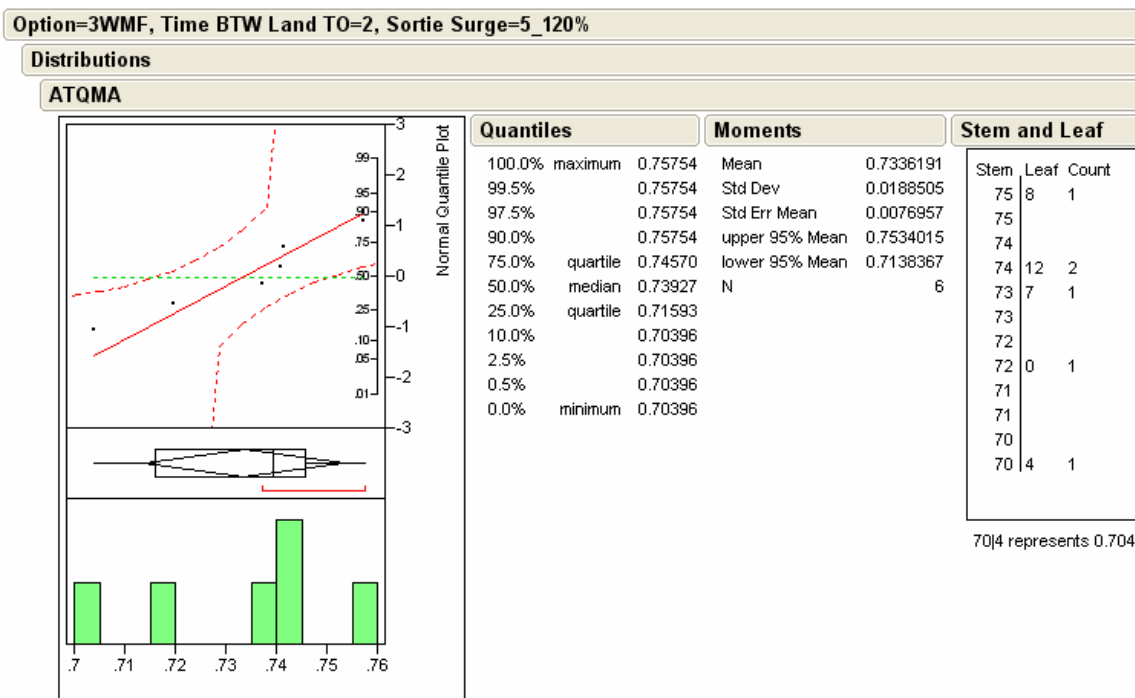 Option=3WMF, Time BTW Land TO=2, Sortie Surge=5_120%
Distributions
ATQMA
3
2
1
0
-1
-2
-3
.99
.95
.90
.75
.50
.25
.10
.05
.01
Normal Quantile Plot
.7 .71 .72 .73 .74 .75 .76
Quantiles
100.0% maximum 0.75754
99.5% 0.75754
97.5% 0.75754
90.0% 0.75754
75.0% quartile 0.74570
50.0% median 0.73927
25.0% quartile 0.71593
10.0% 0.70396
2.5% 0.70396
0.5% 0.70396
0.0% minimum 0.70396
Moments
Mean 0.7336191
Std Dev 0.0188505
Std Err Mean 0.0076957
upper 95% Mean 0.7534015
lower 95% Mean 0.7138367
N 6
Stem and Leaf
Stem Leaf Count
75 8 1
75
74
74 12 2
73 7 1
73
72
72 0 1
71
71
70
70 4 1
70|4 represents 0.704